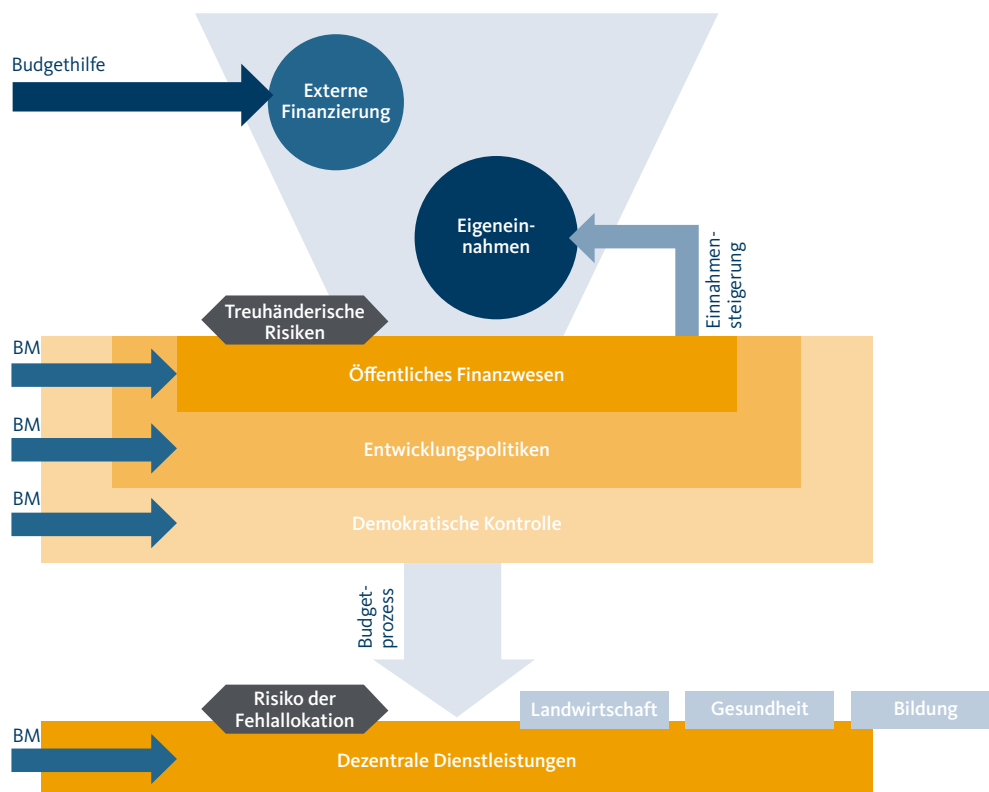 Budgethilfe
Externe
Finanzierung
Eigenein-
nahmen
Einnahmen-
steigerung
Treuhänderische
Risiken
BM
Öffentliches Finanzwesen
BM
Entwicklungspolitiken
BM
Demokratische Kontrolle
Budget-
prozess
Risiko der
Fehlallokation
Landwirtschaft
Gesundheit
Bildung
BM
Dezentrale Dienstleistungen